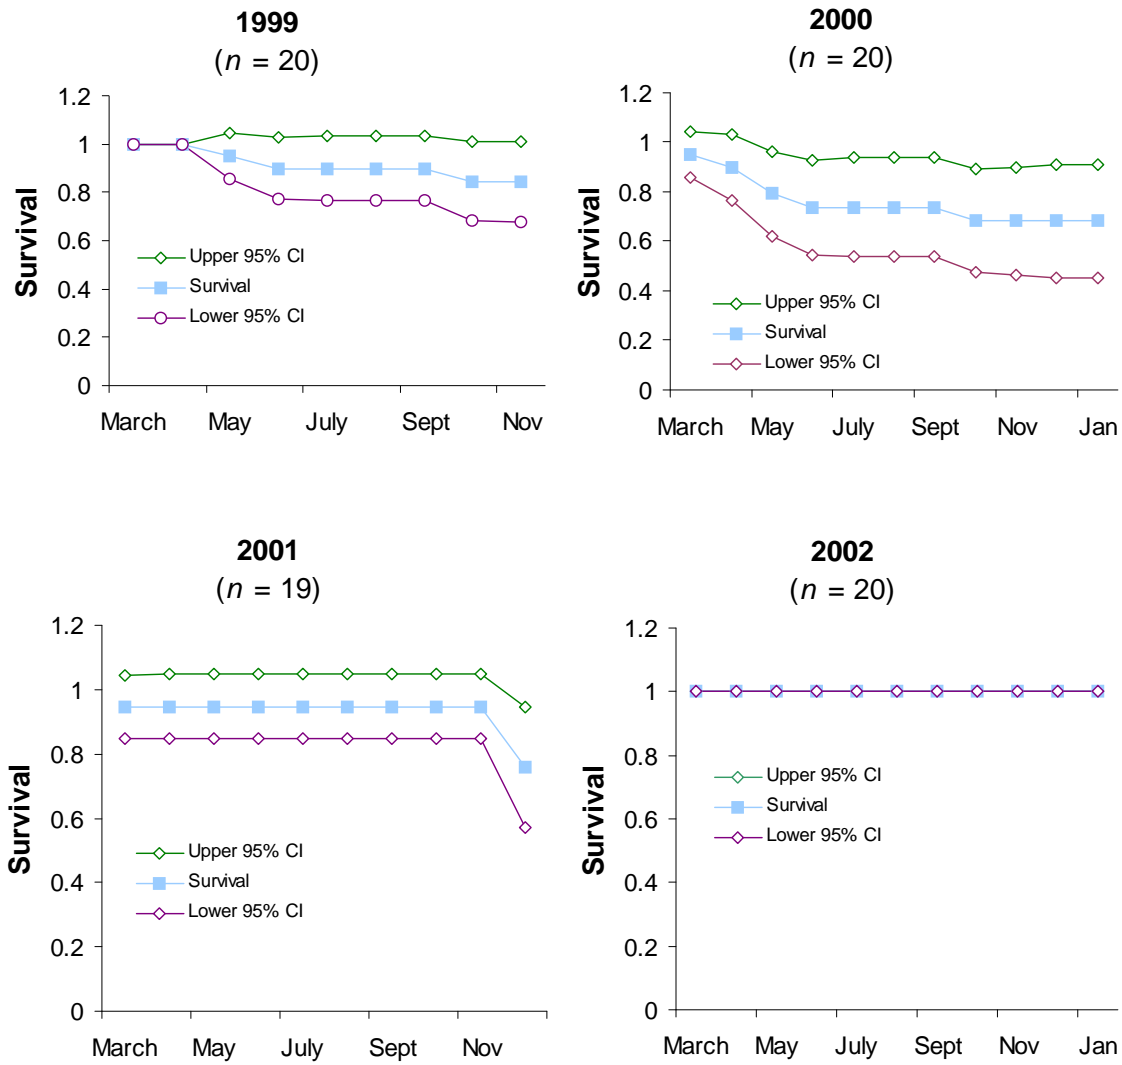 1999
(n = 20)
1.2
1
0.8
0.6
0.4
0.2
0
Survival
Upper 95% CI
Survival
Lower 95% CI
March May July Sept Nov
2000
(n = 20)
1.2
1
0.8
0.6
0.4
0.2
0
Survival
Upper 95% CI
Survival
Lower 95% CI
March May July Sept Nov Jan
2001
(n = 19)
1.2
1
0.8
0.6
0.4
0.2
0
Survival
Upper 95% CI
Survival
Lower 95% CI
March May July Sept Nov
2002
(n = 20)
1.2
1
0.8
0.6
0.4
0.2
0
Survival
Upper 95% CI
Survival
Lower 95% CI
March May July Sept Nov Jan